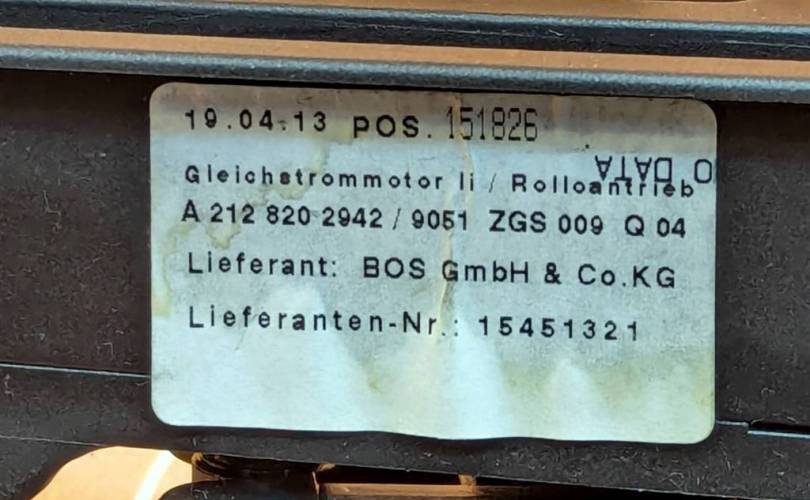 19.04.13 POS. 151826
O DATA
Gleichstrommotor li / Rolloantrieb
A 212 820 2942 / 9051 ZGS 009 Q 04
Lieferant: BOS GmbH & Co.KG
Lieferanten-Nr.: 15451321